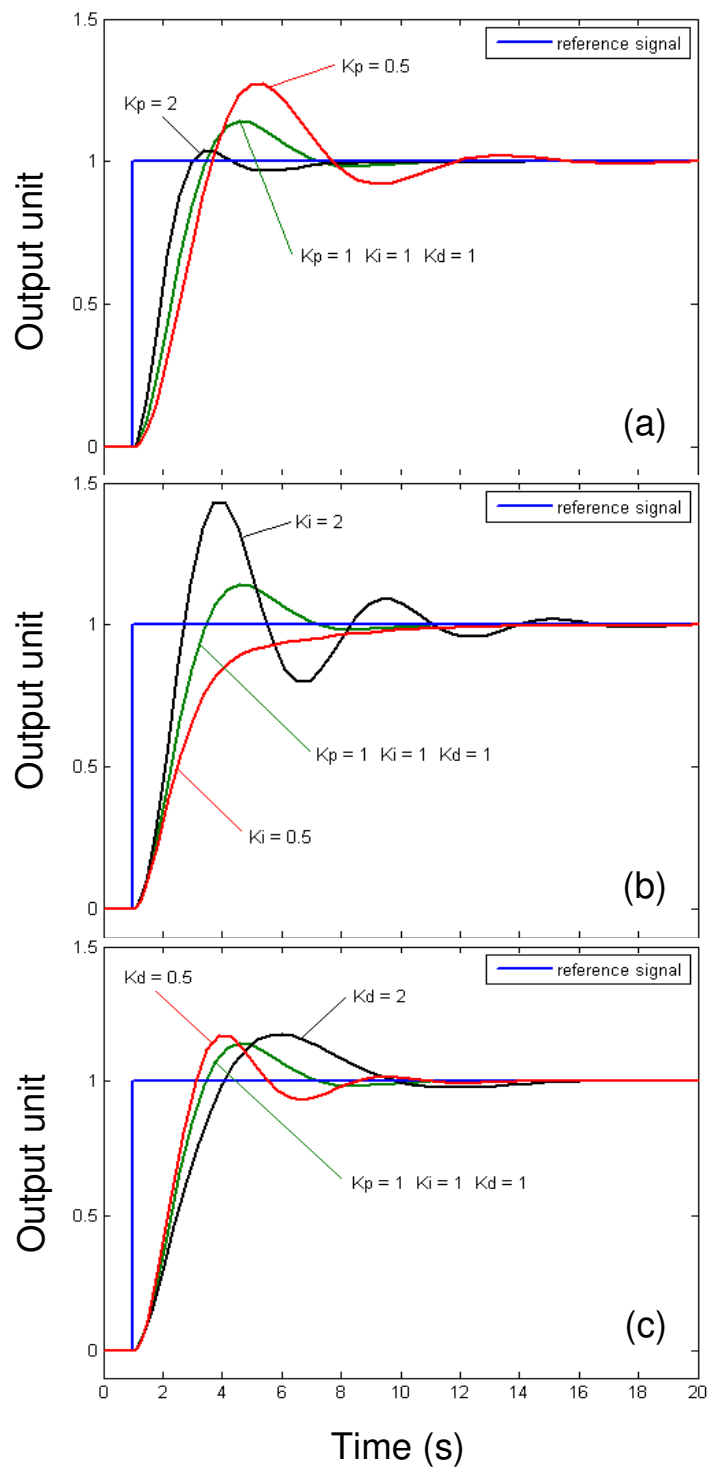 1.5
reference signal
Kp = 0.5
Kp = 2
1
Kp = 1 Ki = 1 Kd = 1
0.5
Output unit
(a)
0
1.5
reference signal
Ki = 2
1
Kp = 1 Ki = 1 Kd = 1
0.5
Output unit
Ki = 0.5
(b)
0
1.5
reference signal
Kd = 0.5
Kd = 2
1
Kp = 1 Ki = 1 Kd = 1
0.5
Output unit
(c)
0
0 2 4 6 8 10 12 14 16 18 20
Time (s)